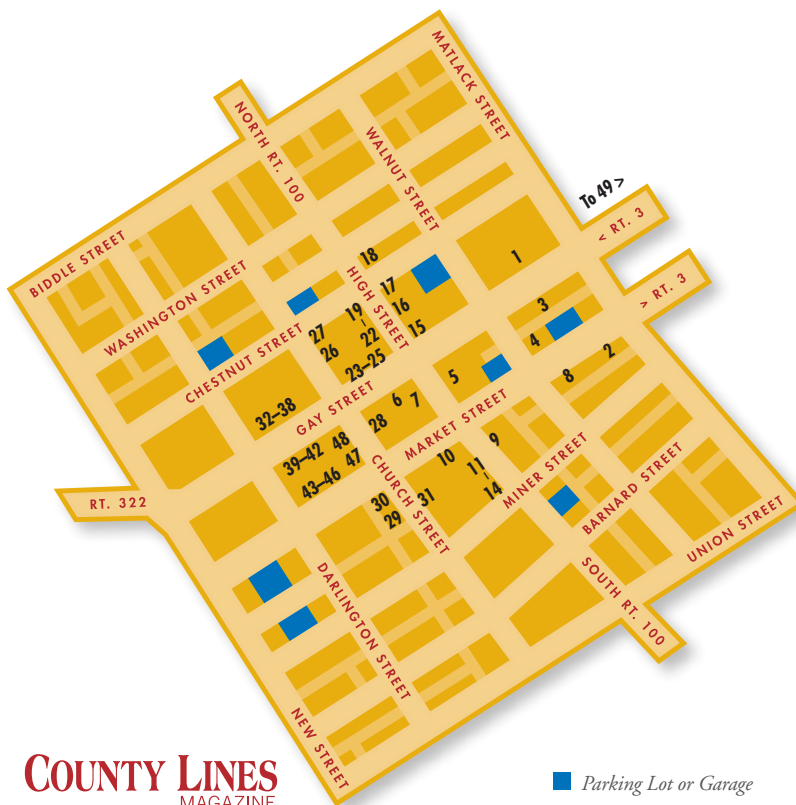 MATLACK STREET
NORTH RT. 100
WALNUT STREET
To 49 >
< RT. 3
> RT. 3
BIDDLE STREET
WASHINGTON STREET
CHESTNUT STREET
HIGH STREET
GAY STREET
MARKET STREET
CHURCH STREET
MINER STREET
BARNARD STREET
UNION STREET
SOUTH RT. 100
DARLINGTON STREET
NEW STREET
RT. 322
1
18
17
16
15
3
4
2
8
19
-
22
27
26
23–25
5
6
7
28
32–38
39–42
48
47
43–46
10
9
11
-
14
30
29
31
COUNTY LINES
MAGAZINE
Parking Lot or Garage